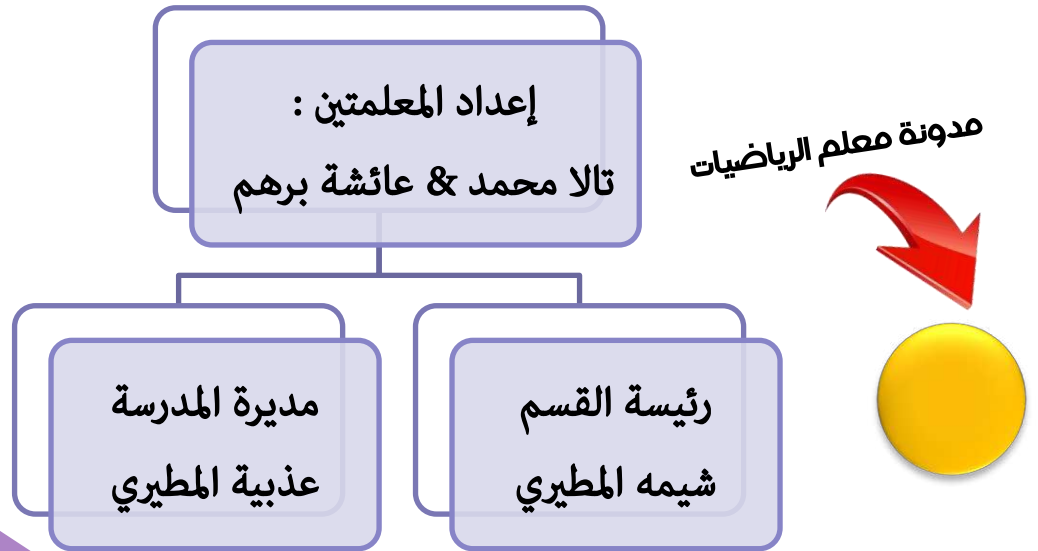 إعداد المعلمتين :
تالا محمد & عائشة برهم
مدونة معلم الرياضيات
رئيسة القسم
شيمه المطيري
مديرة المدرسة
عذبية المطيري